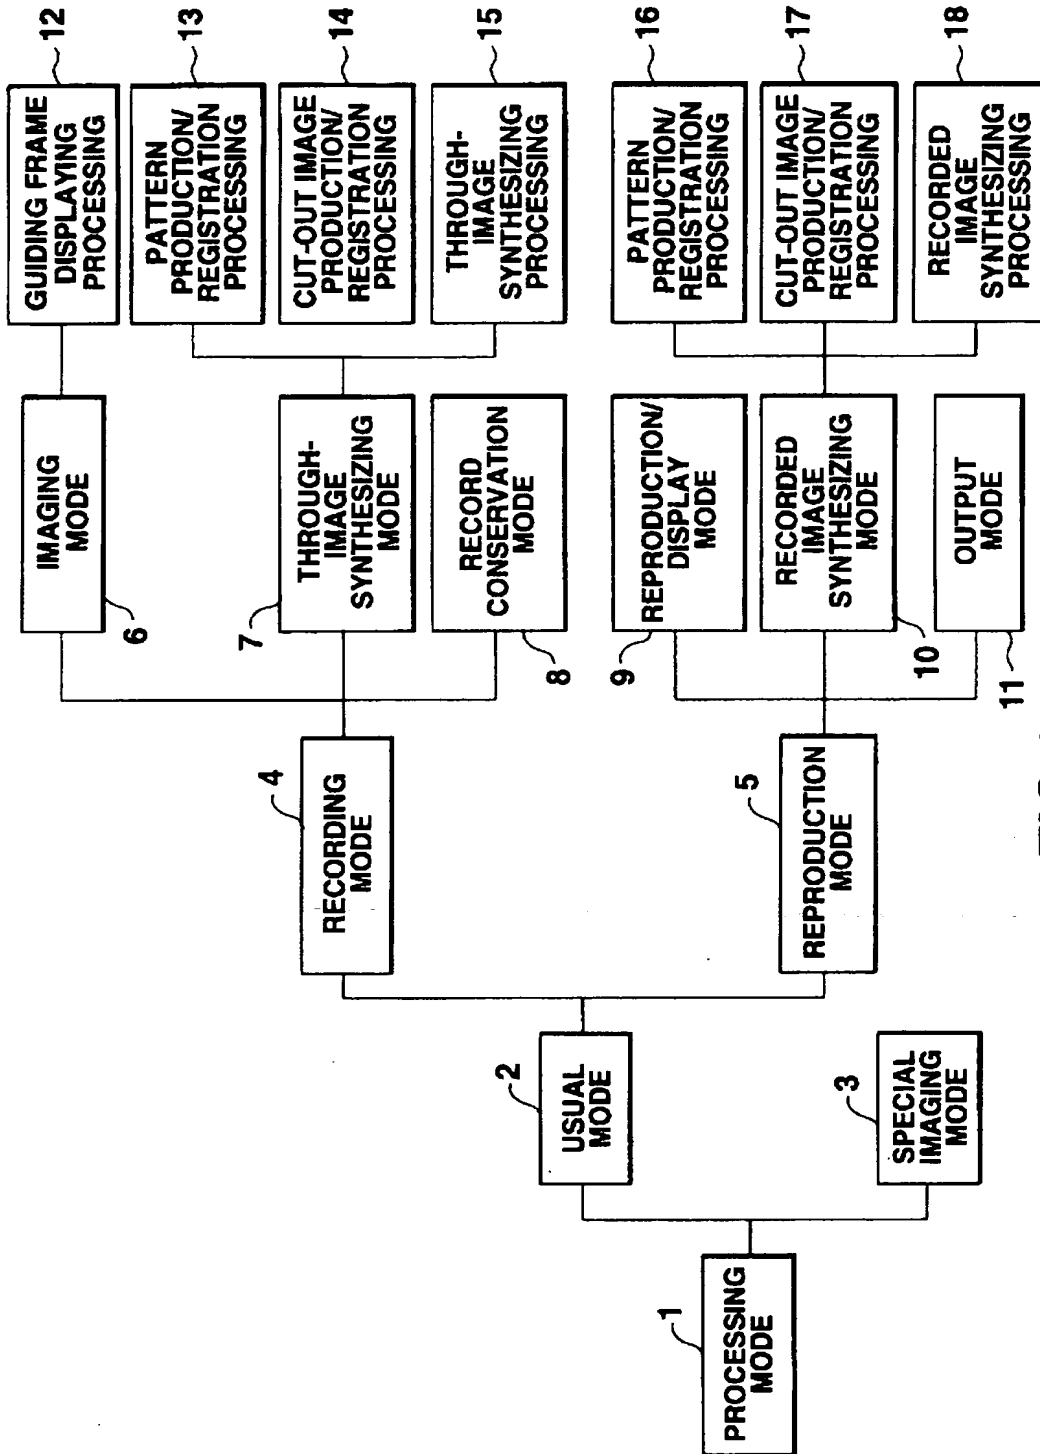 1
PROCESSING
MODE
2
USUAL
MODE
3
SPECIAL
IMAGING
MODE
4
RECORDING
MODE
5
REPRODUCTION
MODE
IMAGING
MODE
6
7
THROUGH-
IMAGE
SYNTHESIZING
MODE
RECORD
CONSERVATION
MODE
8
REPRODUCTION/
DISPLAY
MODE
9
RECORDED
IMAGE
SYNTHESIZING
MODE
10
OUTPUT
MODE
11
GUIDING FRAME
DISPLAYING
PROCESSING
12
PATTERN
PRODUCTION/
REGISTRATION
PROCESSING
13
CUT-OUT IMAGE
PRODUCTION/
REGISTRATION
PROCESSING
14
THROUGH-
IMAGE
SYNTHESIZING
PROCESSING
15
PATTERN
PRODUCTION/
REGISTRATION
PROCESSING
16
CUT-OUT IMAGE
PRODUCTION/
REGISTRATION
PROCESSING
17
RECORDED
IMAGE
SYNTHESIZING
PROCESSING
18